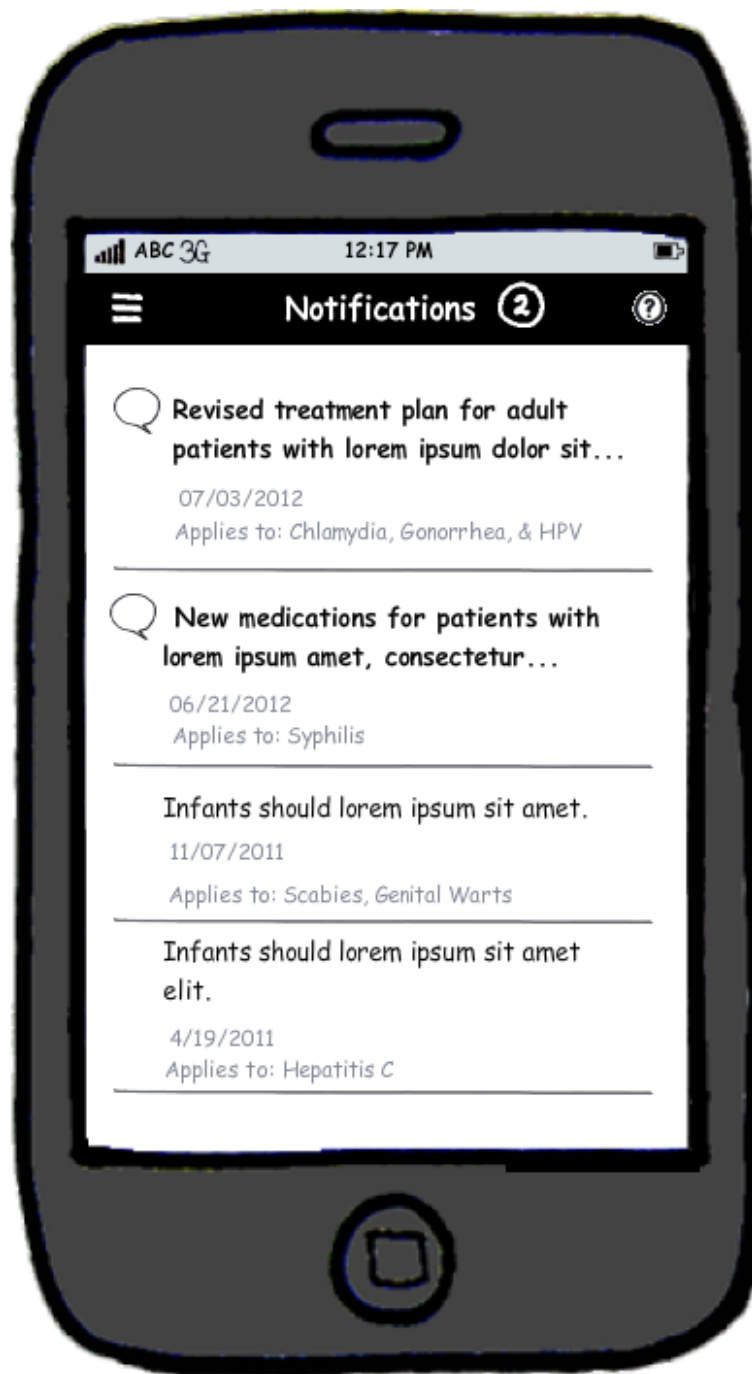 ABC 3G 12:17 PM
Notifications 2 ?
Revised treatment plan for adult
patients with lorem ipsum dolor sit...
07/03/2012
Applies to: Chlamydia, Gonorrhea, & HPV
New medications for patients with
lorem ipsum amet, consectetur...
06/21/2012
Applies to: Syphilis
Infants should lorem ipsum sit amet.
11/07/2011
Applies to: Scabies, Genital Warts
Infants should lorem ipsum sit amet
elit.
4/19/2011
Applies to: Hepatitis C